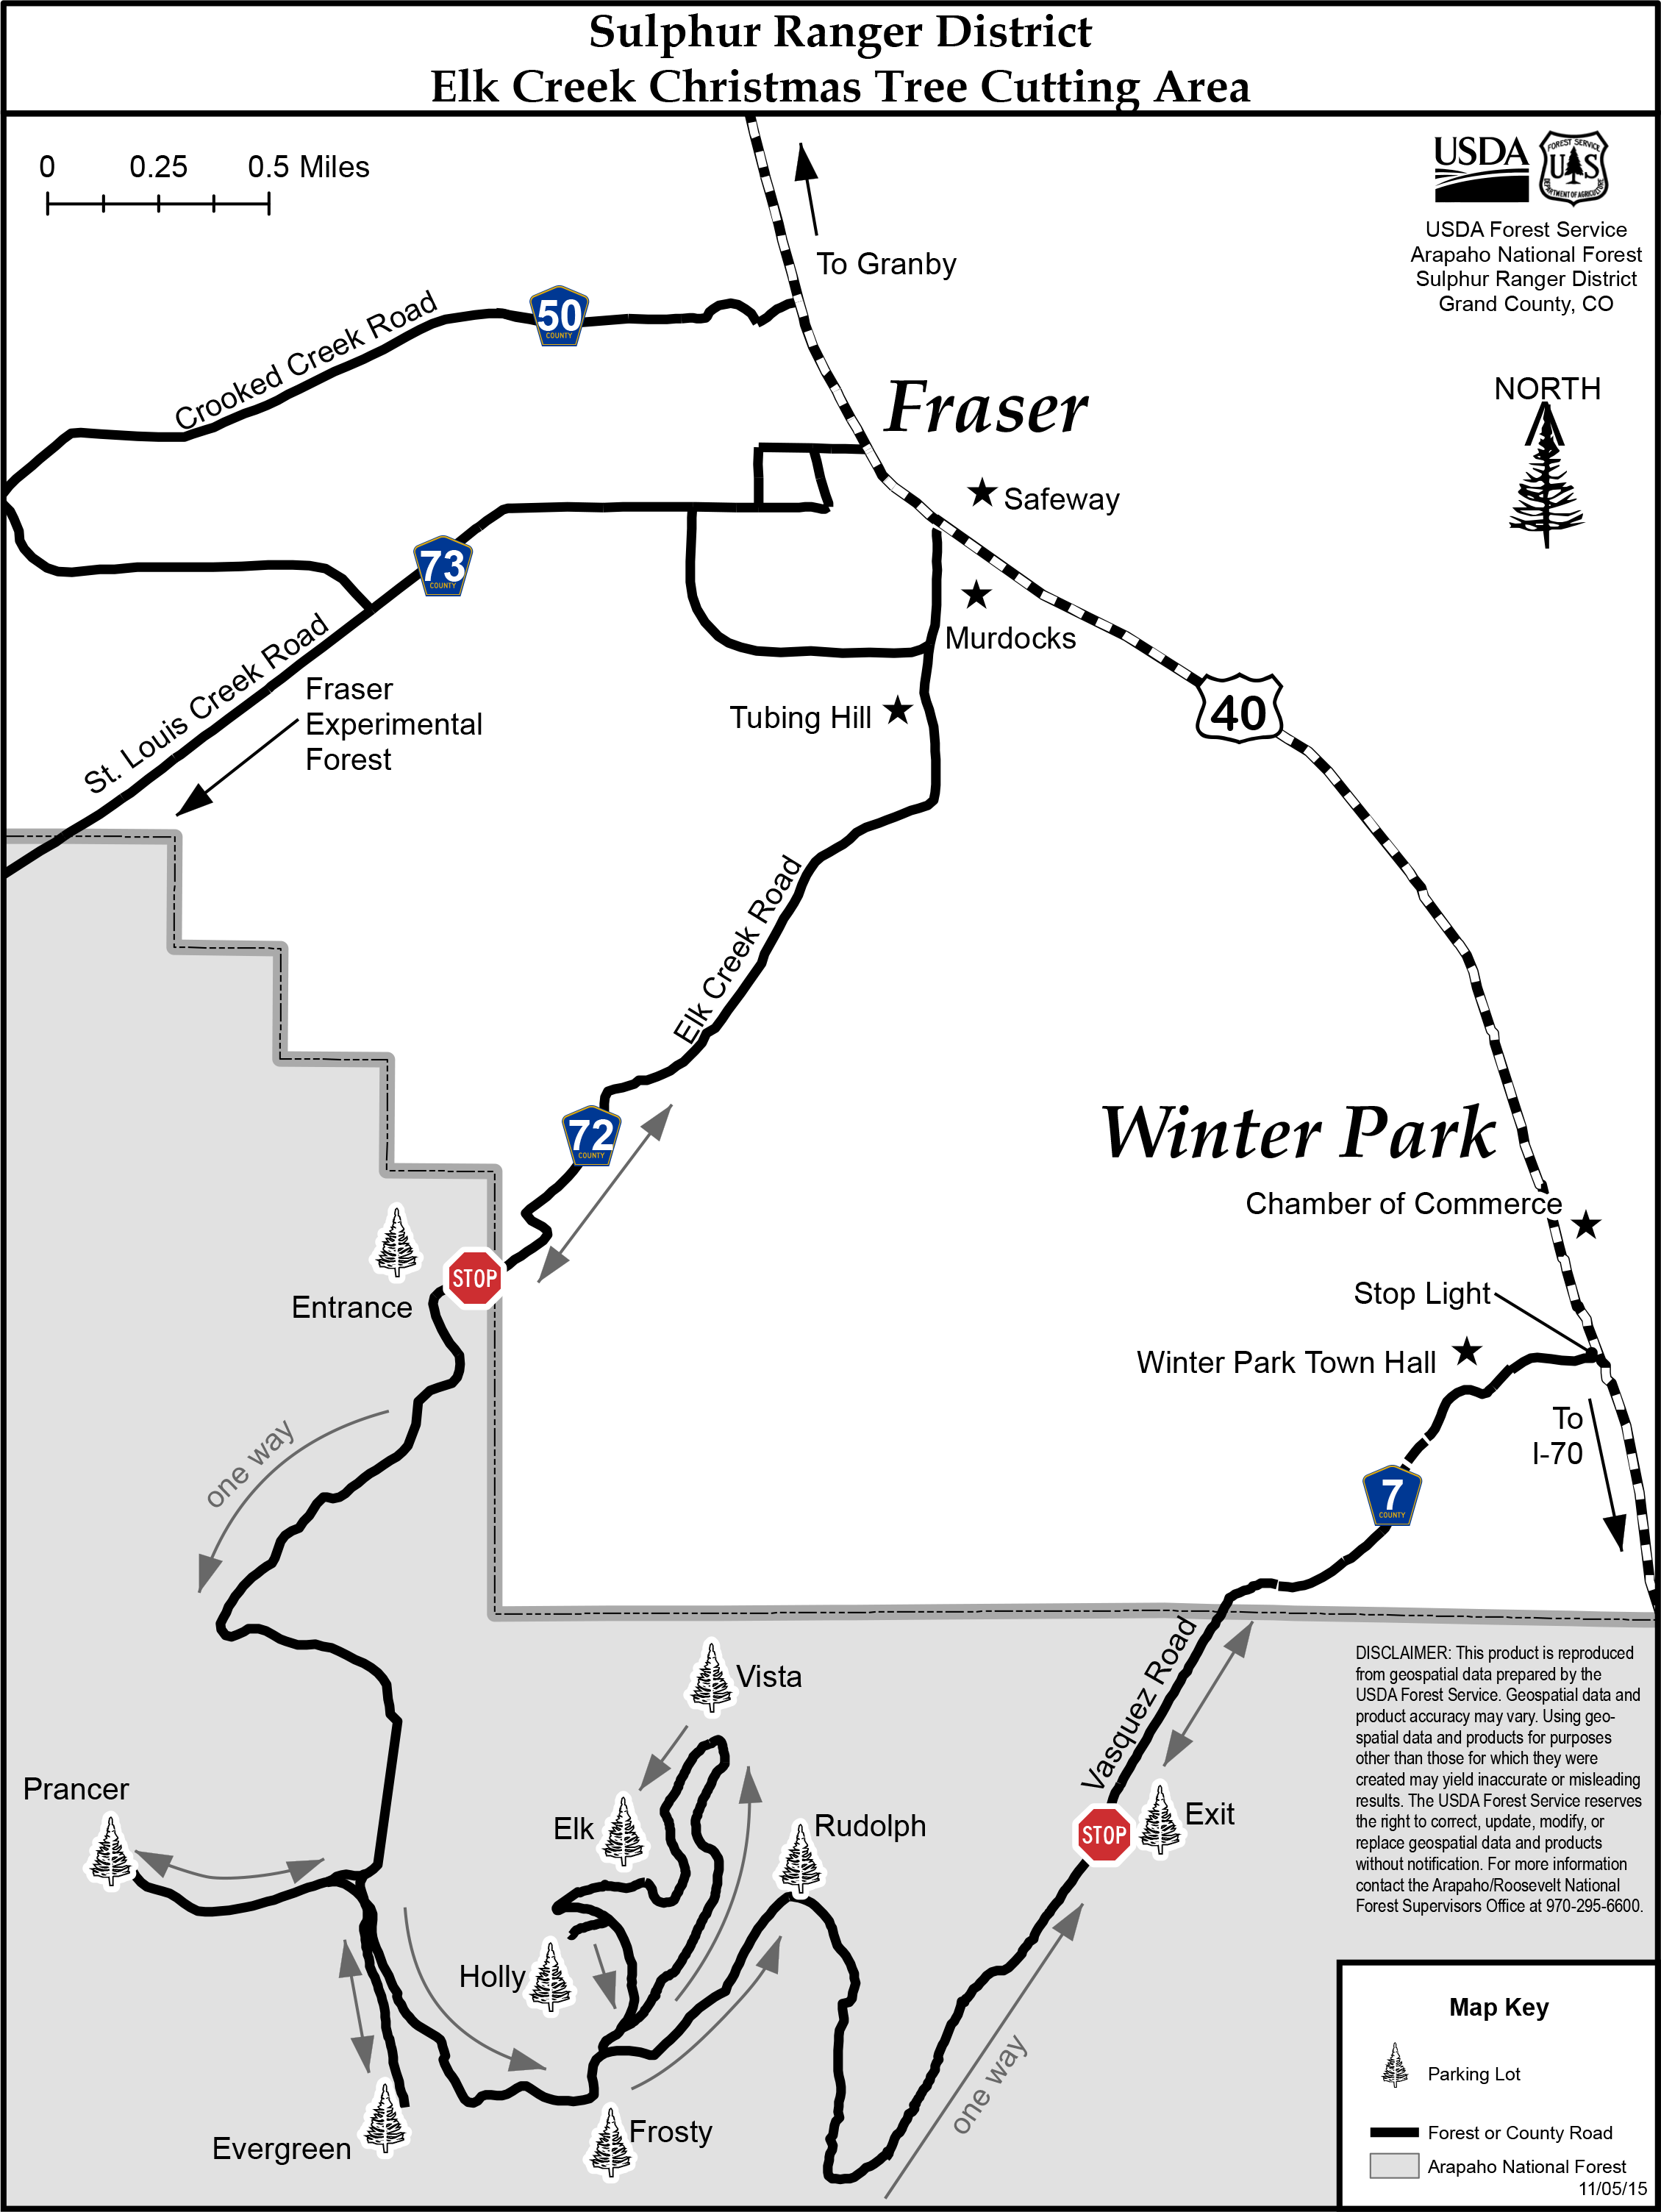 Sulphur Ranger District
Elk Creek Christmas Tree Cutting Area
0 0.25 0.5 Miles
To Granby
USDA
FOREST SERVICE
US
DEPARTMENT OF AGRICULTURE
USDA Forest Service
Arapaho National Forest
Sulphur Ranger District
Grand County, CO
NORTH
Crooked Creek Road
50
COUNTY
Fraser
Safeway
73
COUNTY
Murdocks
St. Louis Creek Road
Fraser
Experimental
Forest
Tubing Hill
40
Elk Creek Road
72
COUNTY
Winter Park
Chamber of Commerce
STOP
Entrance
Stop Light
Winter Park Town Hall
To
I-70
one way
7
COUNTY
Vista
Vasquez Road
Prancer
Elk
Rudolph
STOP
Exit
Holly
Evergreen
Frosty
one way
DISCLAIMER: This product is reproduced
from geospatial data prepared by the
USDA Forest Service. Geospatial data and
product accuracy may vary. Using geo-
spatial data and products for purposes
other than those for which they were
created may yield inaccurate or misleading
results. The USDA Forest Service reserves
the right to correct, update, modify, or
replace geospatial data and products
without notification. For more information
contact the Arapaho/Roosevelt National
Forest Supervisors Office at 970-295-6600.
Map Key
Parking Lot
Forest or County Road
Arapaho National Forest
11/05/15